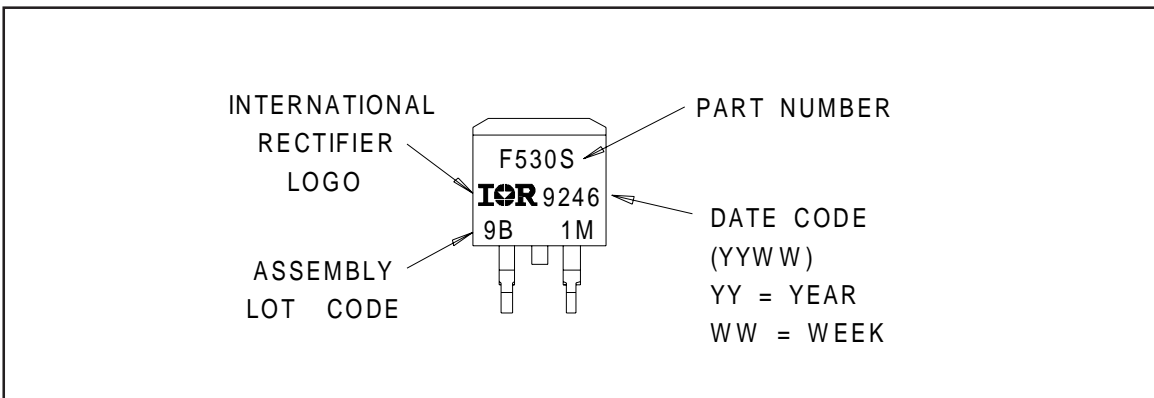 INTERNATIONAL
RECTIFIER
LOGO
PART NUMBER
F530S
IOR 9246
9B 1M
ASSEMBLY
LOT CODE
DATE CODE
(YYWW)
YY = YEAR
WW = WEEK